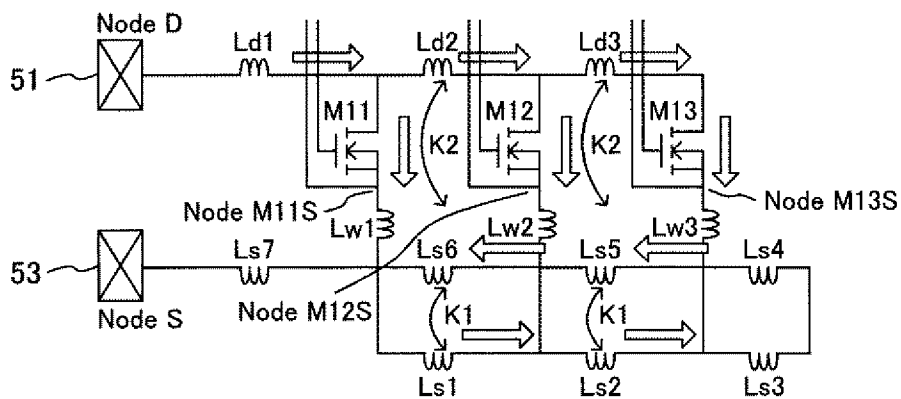 Node D
51
Ld1
Ld2
Ld3
M11
M12
M13
K2
K2
Node M11S
Node M13S
Lw1
Lw2
Lw3
53
Ls7
Ls6
Ls5
Ls4
Node S
Node M12S
K1
K1
Ls1
Ls2
Ls3